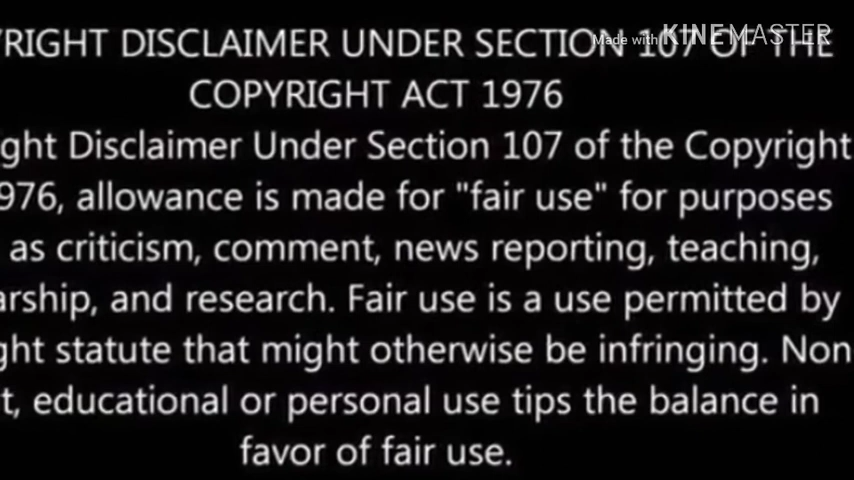 YRIGHT DISCLAIMER UNDER SECTION 107 OF THE
Made with KINEMASTER
COPYRIGHT ACT 1976
ght Disclaimer Under Section 107 of the Copyright
976, allowance is made for "fair use" for purposes
as criticism, comment, news reporting, teaching,
arship, and research. Fair use is a use permitted by
ght statute that might otherwise be infringing. Non
t, educational or personal use tips the balance in
favor of fair use.